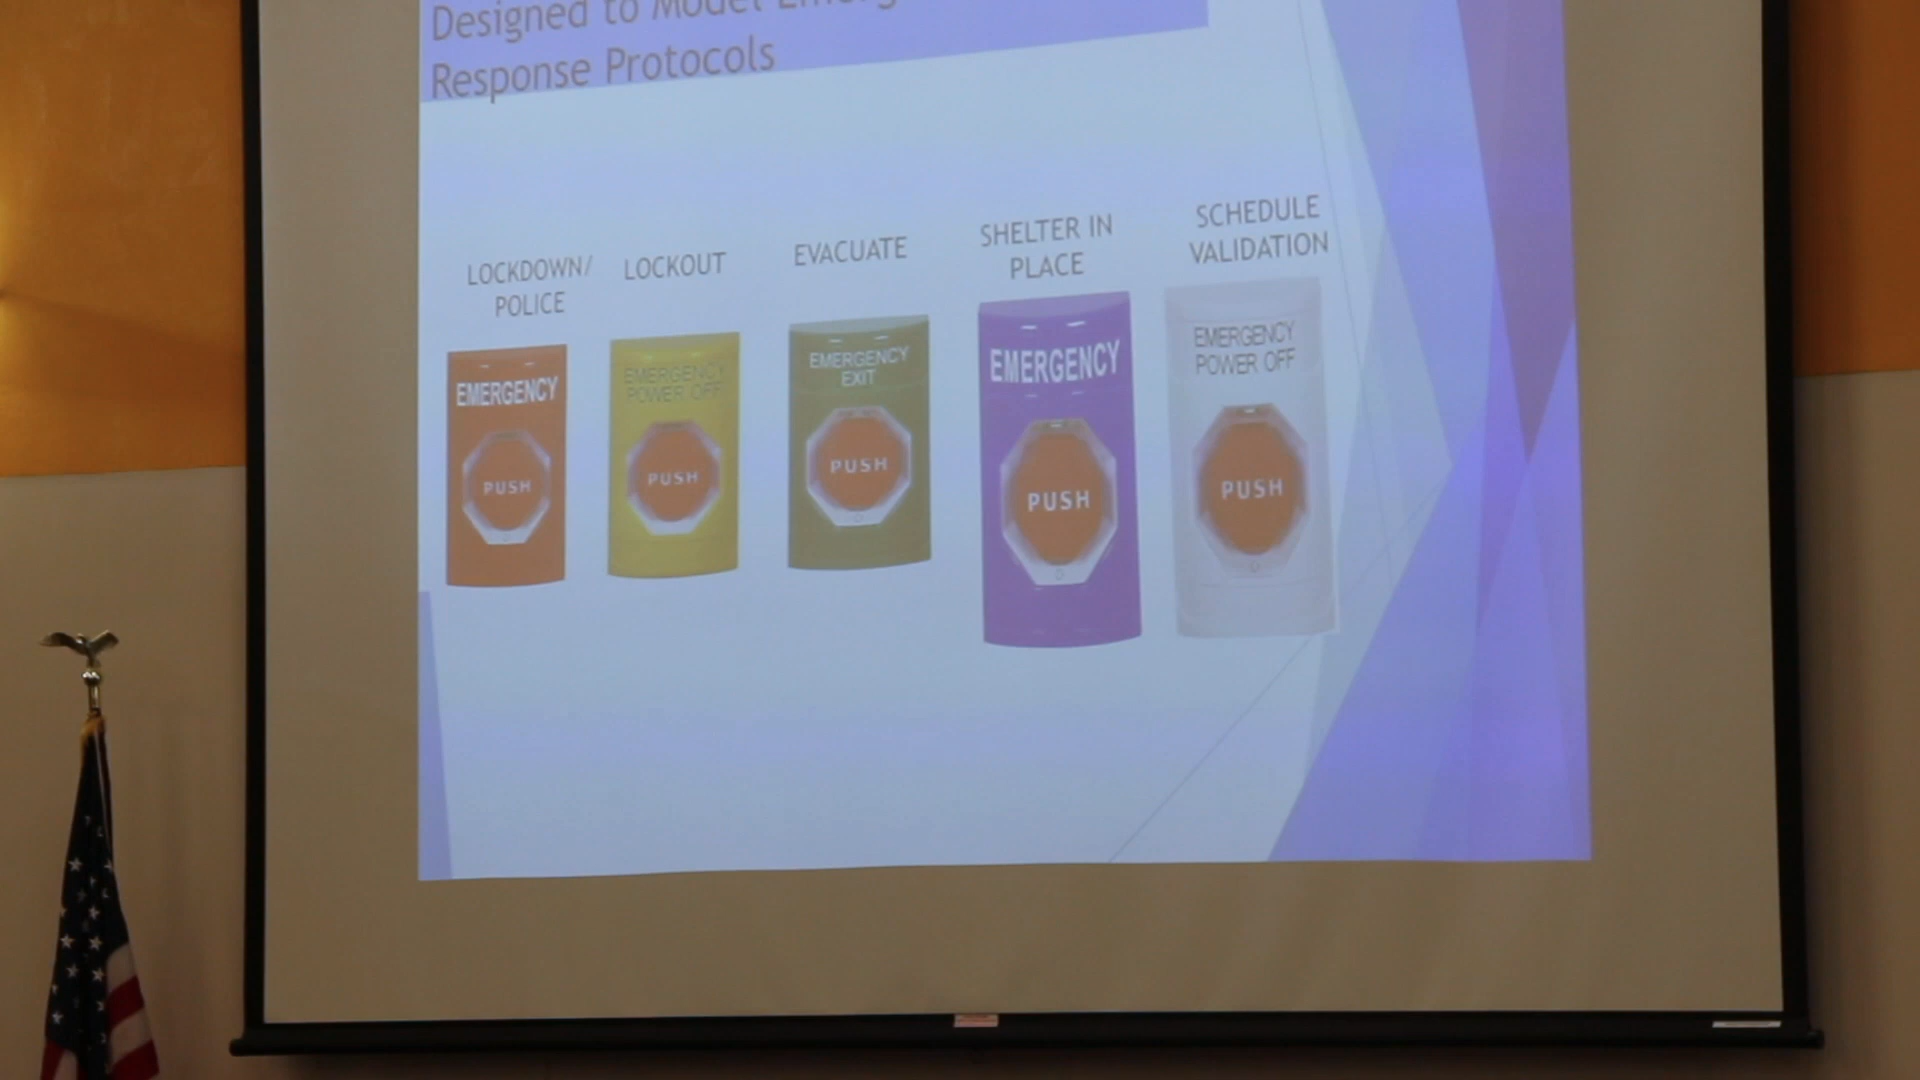 Designed to Model Emerg
Response Protocols
LOCKDOWN/
POLICE
LOCKOUT
EVACUATE
SHELTER IN
PLACE
SCHEDULE
VALIDATION
EMERGENCY
PUSH
EMERGENCY
POWER OFF
PUSH
EMERGENCY
EXIT
PUSH
EMERGENCY
PUSH
EMERGENCY
POWER OFF
PUSH